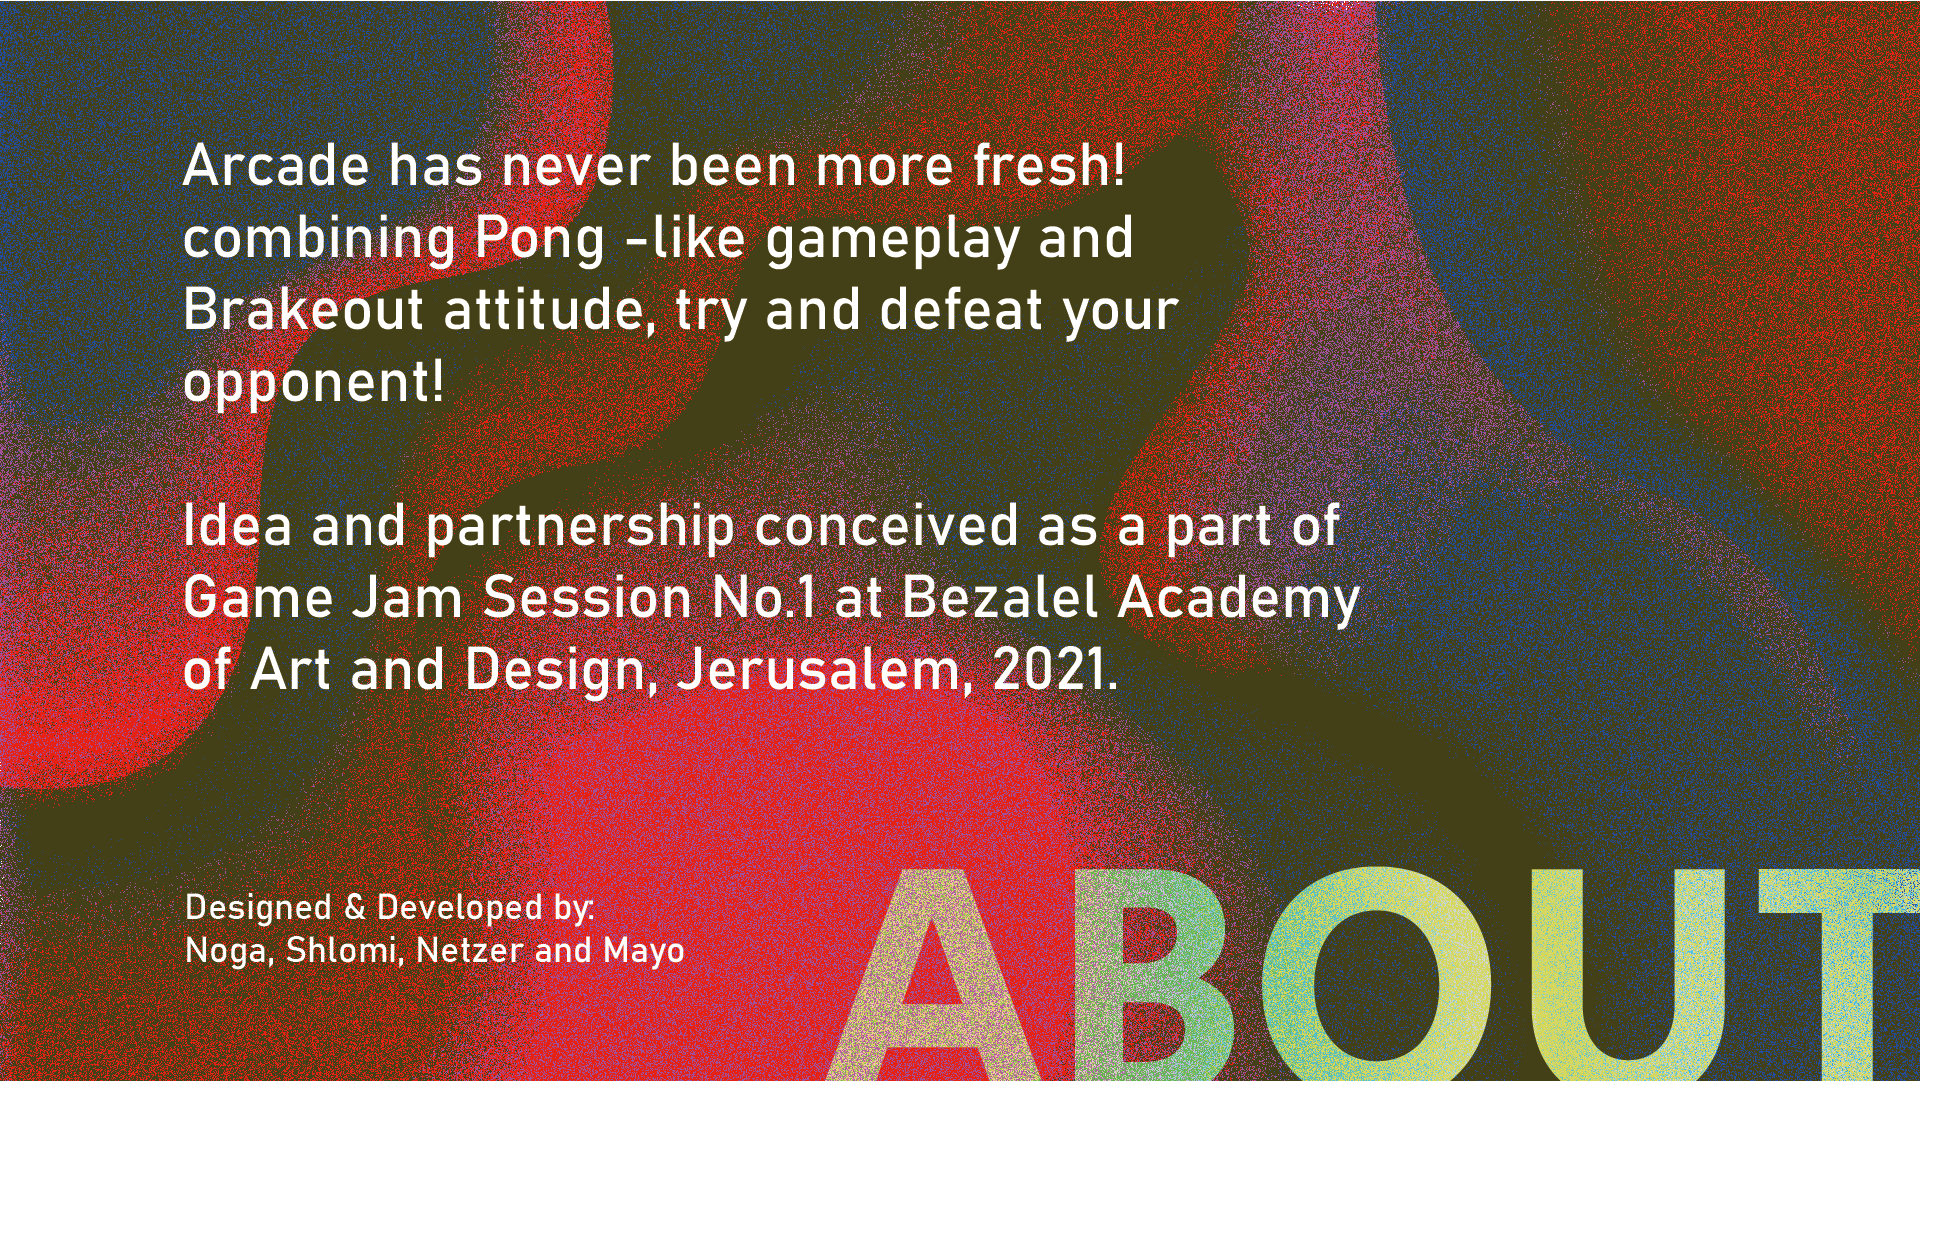 Arcade has never been more fresh!
combining Pong -like gameplay and
Brakeout attitude, try and defeat your
opponent!
Idea and partnership conceived as a part of
Game Jam Session No.1 at Bezalel Academy
of Art and Design, Jerusalem, 2021.
Designed & Developed by:
Noga, Shlomi, Netzer and Mayo
ABOUT